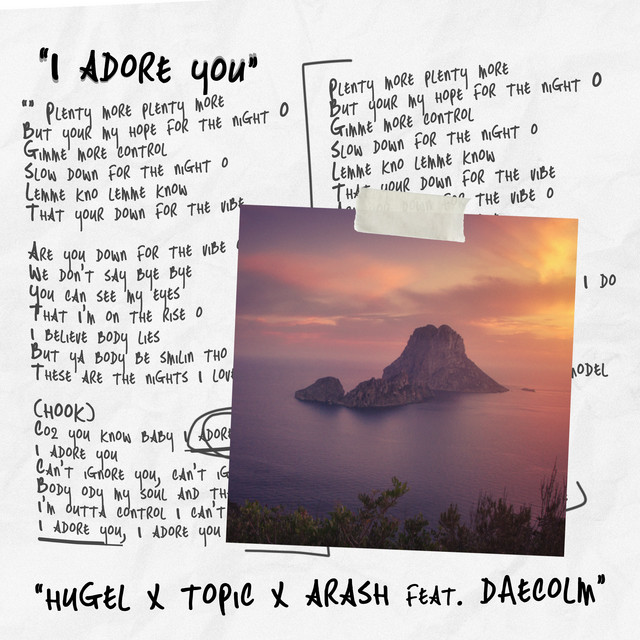 "I ADORE YOU"
"" PLENTY MORE PLENTY MORE
BUT YOUR MY HOPE FOR THE NIGHT O
GIMME MORE CONTROL
SLOW DOWN FOR THE NIGHT O
LEMME KNO LEMME KNOW
THAT YOUR DOWN FOR THE VIBE
ARE YOU DOWN FOR THE VIBE
WE DON'T SAY BYE BYE
YOU CAN SEE 'MY 'EYES'
THAT I'M ON THE RISE O
I BELIEVE BODY LIES
BUT YA BODY BE SMILIN THO
THESE ARE THE NIGHTS I LOVE
(HOOK)
COZ YOU KNOW BABY I ADORE
I ADORE YOU
CAN'T IGNORE YOU, CAN'T IG
BODY ODY MY SOUL AND TH
I'M OUTTA CONTROL I CAN'T
I ADORE YOU, I ADORE YOU
PLENTY MORE PLENTY MORE
BUT YOUR MY HOPE FOR THE NIGHT O
GIMME MORE CONTROL
SLOW DOWN FOR THE NIGHT O
LEMME KNO LEMME KNOW
THAT YOUR DOWN FOR THE VIBE
THE VIBE O
I DO
MODEL
"HUGEL X TOPIC X ARASH FEAT. DAECOLM"